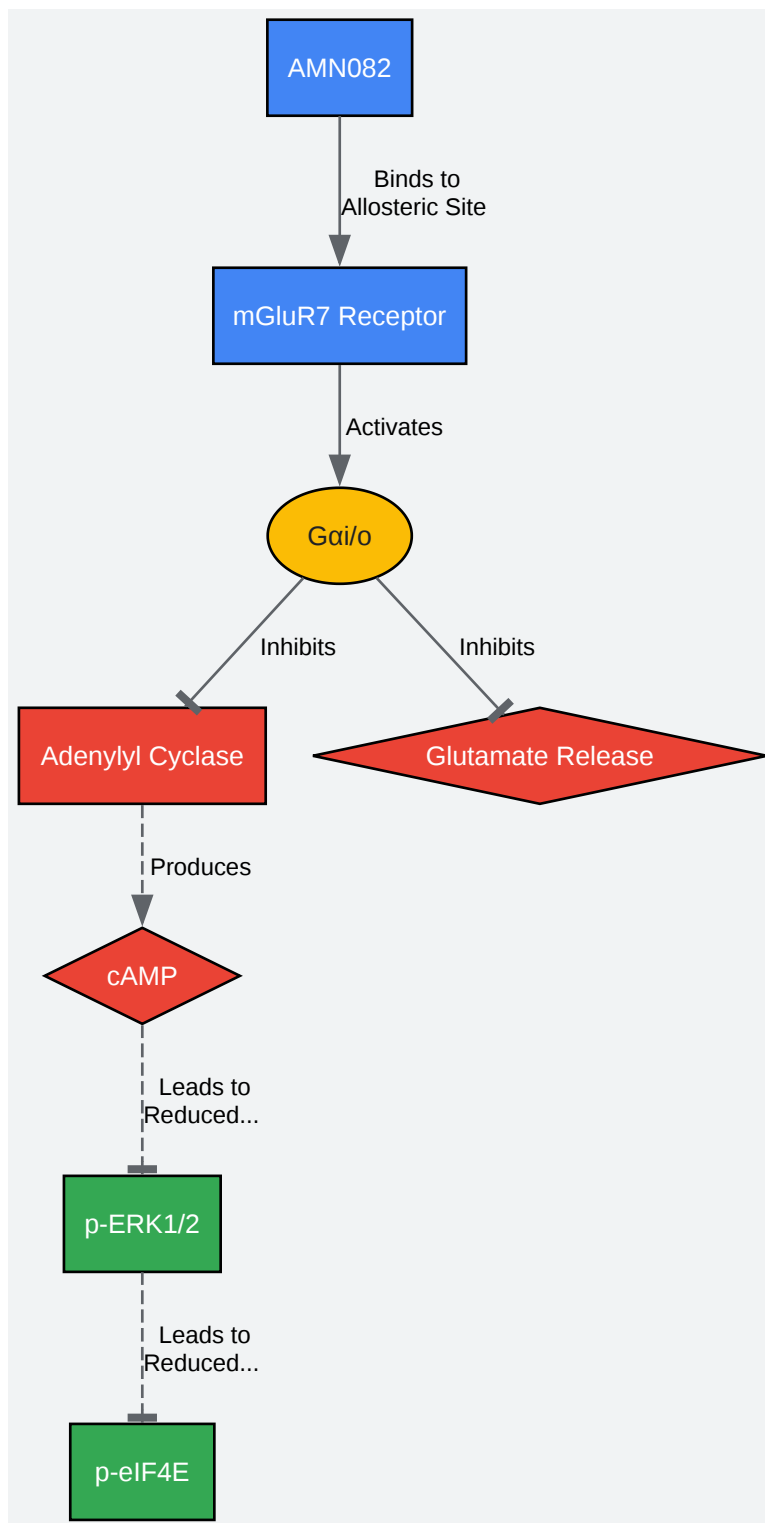 AMN082
Binds to
Allosteric Site
mGluR7 Receptor
Activates
Gαi/o
Inhibits
Inhibits
Adenylyl Cyclase
Glutamate Release
Produces
cAMP
Leads to
Reduced...
p-ERK1/2
Leads to
Reduced...
p-eIF4E